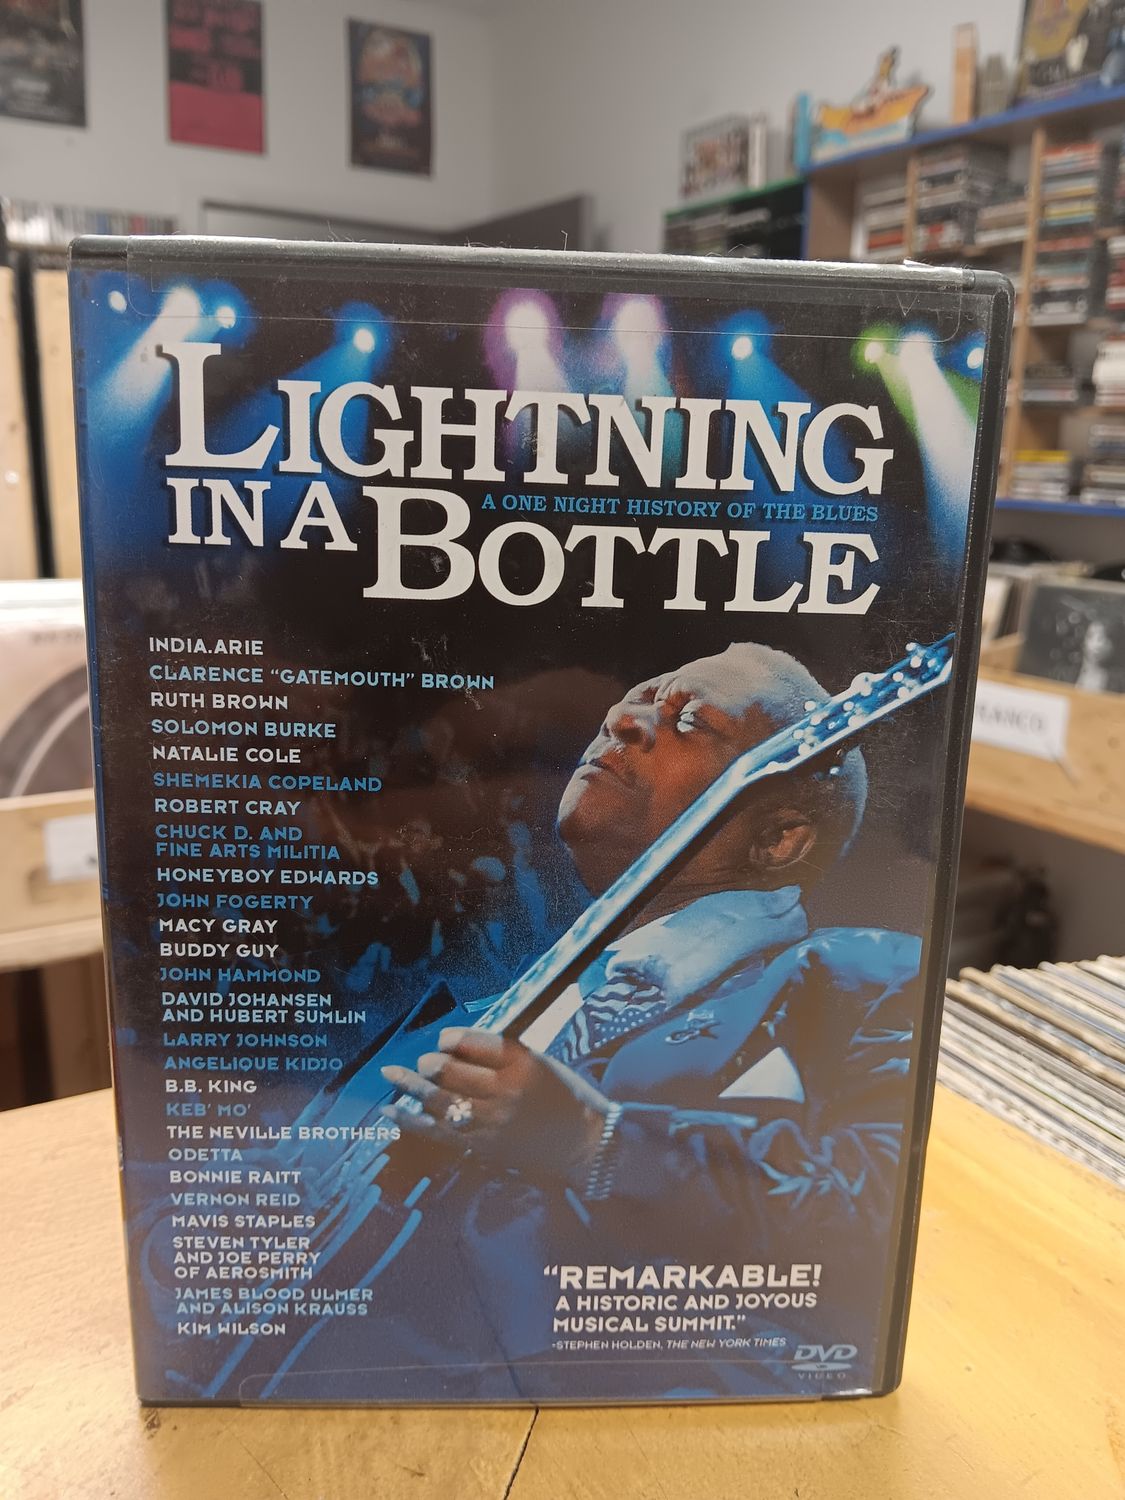 LIGHTNING
IN A BOTTLE
A ONE NIGHT HISTORY OF THE BLUES
INDIA.ARIE
CLARENCE "GATEMOUTH" BROWN
RUTH BROWN
SOLOMON BURKE
NATALIE COLE
SHEMEKIA COPELAND
ROBERT CRAY
CHUCK D. AND
FINE ARTS MILITIA
HONEYBOY EDWARDS
JOHN FOGERTY
MACY GRAY
BUDDY GUY
JOHN HAMMOND
DAVID JOHANSEN
AND HUBERT SUMLIN
LARRY JOHNSON
ANGELIQUE KIDJO
B.B. KING
KEB' MO'
THE NEVILLE BROTHERS
ODETTA
BONNIE RAITT
VERNON REID
MAVIS STAPLES
STEVEN TYLER
AND JOE PERRY
OF AEROSMITH
JAMES BLOOD ULMER
AND ALISON KRAUSS
KIM WILSON
"REMARKABLE!
A HISTORIC AND JOYOUS
MUSICAL SUMMIT."
-STEPHEN HOLDEN, THE NEW YORK TIMES
DVD
VIDEO